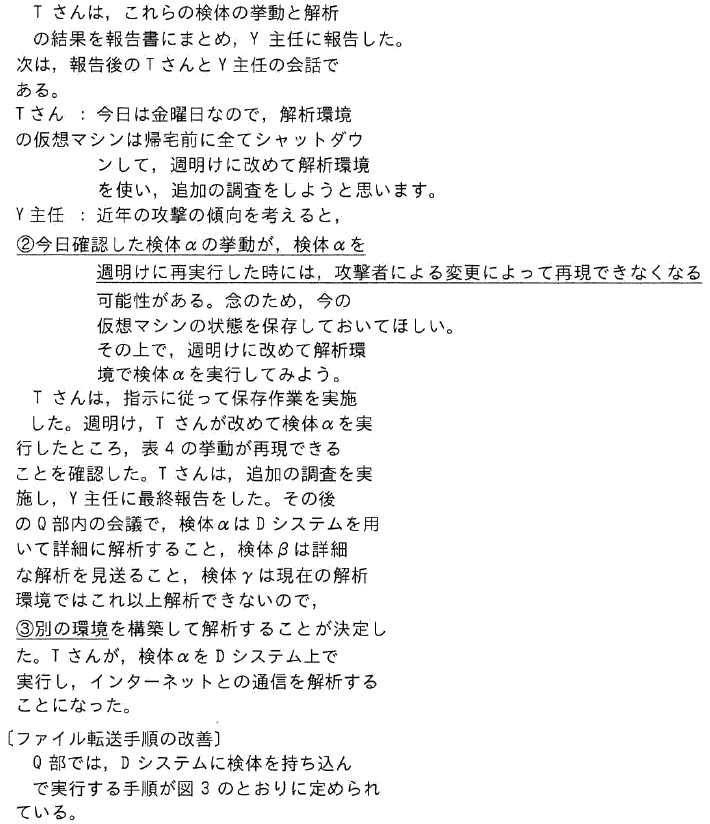 Tさんは，これらの検体の挙動と解析
の結果を報告書にまとめ，Y 主任に報告した。
次は，報告後のTさんとY主任の会話で
ある。
Tさん ：今日は金曜日なので，解析環境
の仮想マシンは帰宅前に全てシャットダウ
ンして，週明けに改めて解析環境
を使い，追加の調査をしようと思います。
Y主任 ：近年の攻撃の傾向を考えると，
②今日確認した検体αの挙動が，検体αを
週明けに再実行した時には，攻撃者による変更によって再現できなくなる
可能性がある。念のため，今の
仮想マシンの状態を保存しておいてほしい。
その上で，週明けに改めて解析環
境で検体αを実行してみよう。
Tさんは，指示に従って保存作業を実施
した。週明け，Tさんが改めて検体αを実
行したところ，表4の挙動が再現できる
ことを確認した。Tさんは，追加の調査を実
施し，Y主任に最終報告をした。その後
のQ部内の会議で，検体αはDシステムを用
いて詳細に解析すること，検体βは詳細
な解析を見送ること，検体γは現在の解析
環境ではこれ以上解析できないので，
③別の環境を構築して解析することが決定し
た。Tさんが，検体αをDシステム上で
実行し，インターネットとの通信を解析する
ことになった。
〔ファイル転送手順の改善〕
Q部では，Dシステムに検体を持ち込ん
で実行する手順が図3のとおりに定められ
ている。